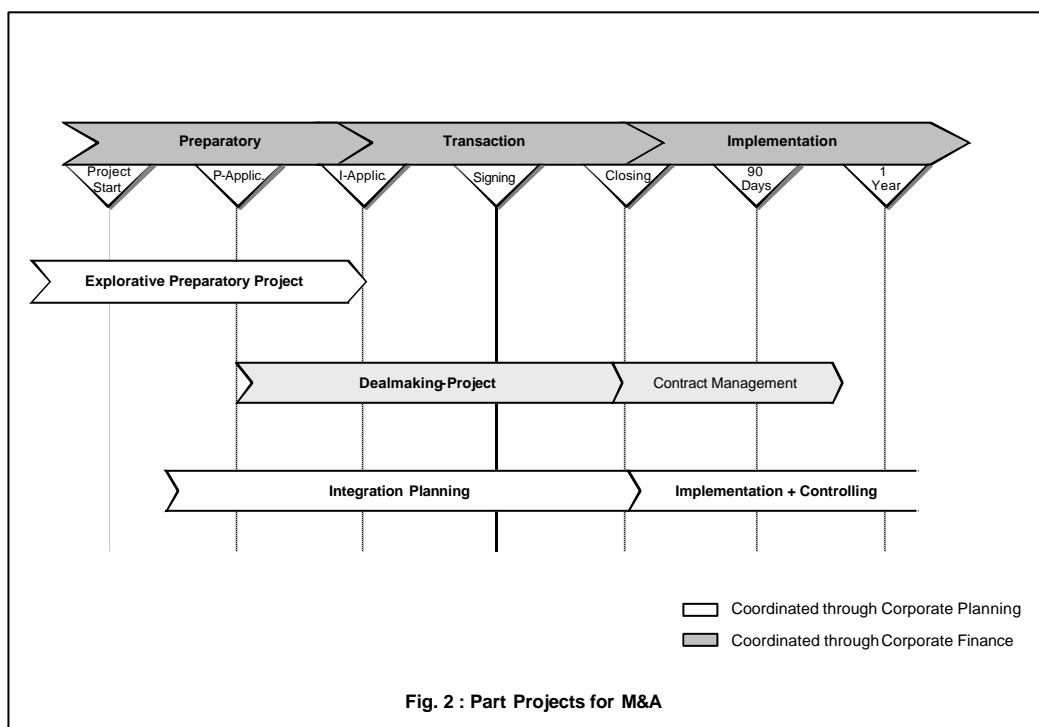 Preparatory Transaction Implementation
Project
Start
P-Applic.
I-Applic.
Signing
Closing
90
Days
1
Year
Explorative Preparatory Project
Dealmaking-Project Contract Management
Integration Planning Implementation + Controlling
Coordinated through Corporate Planning
Coordinated through Corporate Finance
Fig. 2 : Part Projects for M&A